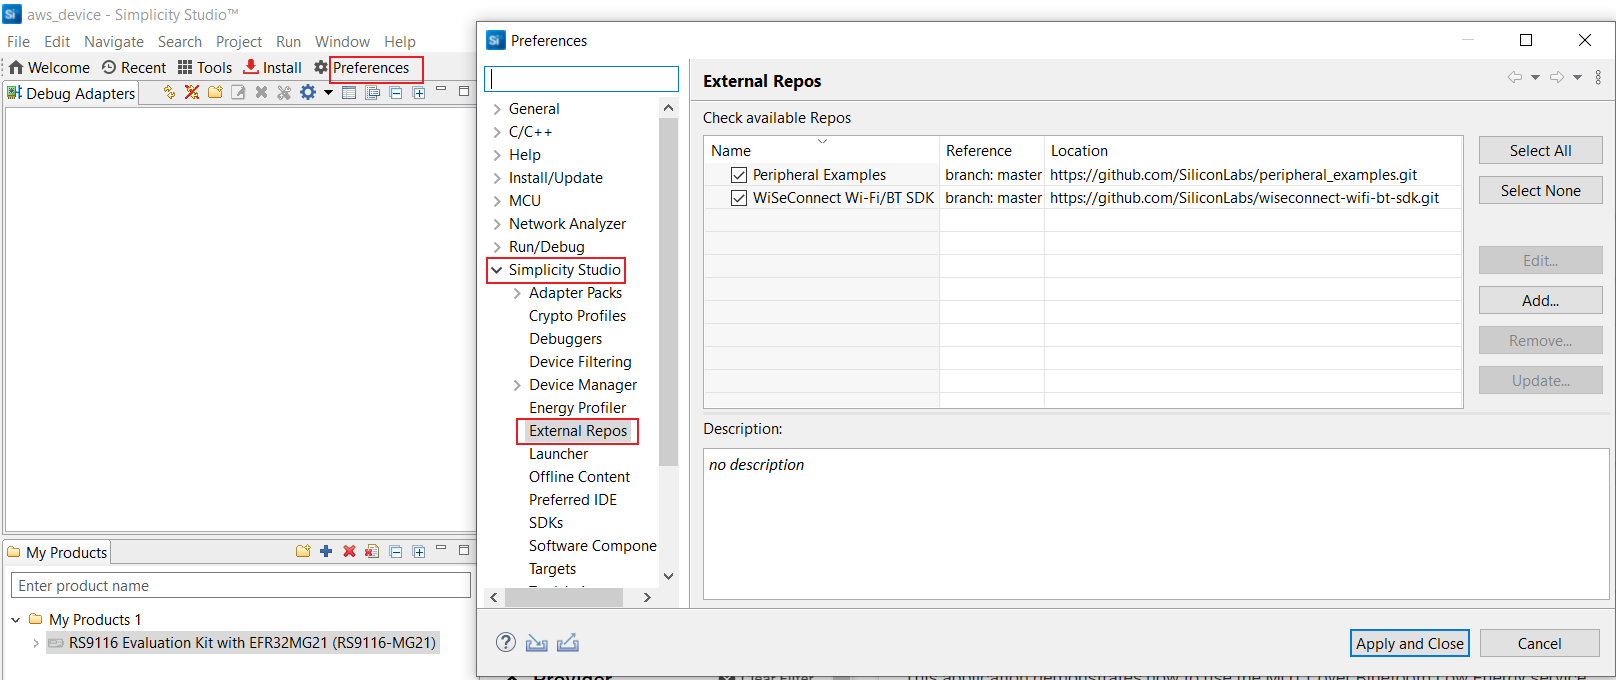 aws_device - Simplicity Studio™
File Edit Navigate Search Project Run Window Help
Welcome Recent Tools Install Preferences
Debug Adapters
My Products
Enter product name
My Products 1
RS9116 Evaluation Kit with EFR32MG21 (RS9116-MG21)
Preferences
General
C/C++
Help
Install/Update
MCU
Network Analyzer
Run/Debug
Simplicity Studio
Adapter Packs
Crypto Profiles
Debuggers
Device Filtering
Device Manager
Energy Profiler
External Repos
Launcher
Offline Content
Preferred IDE
SDKs
Software Compone
Targets
External Repos
Check available Repos
Name Reference Location
Peripheral Examples branch: master https://github.com/SiliconLabs/peripheral_examples.git
WiSeConnect Wi-Fi/BT SDK branch: master https://github.com/SiliconLabs/wiseconnect-wifi-bt-sdk.git
Select All
Select None
Edit...
Add...
Remove...
Update...
Description:
no description
Apply and Close Cancel